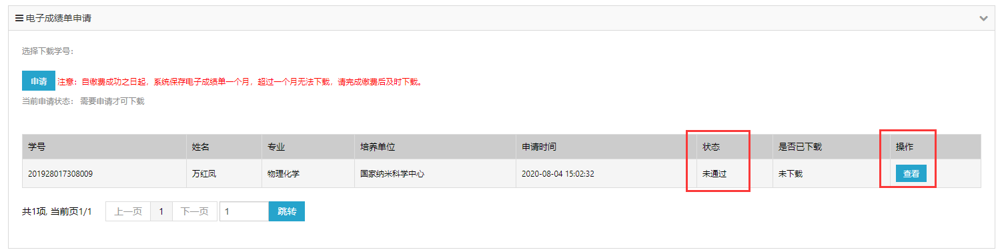 电子成绩单申请
选择下载学号：
申请 注意：自缴费成功之日起，系统保存电子成绩单一个月，超过一个月无法下载，请完成缴费后及时下载。
当前申请状态： 需要申请才可下载
学号 姓名 专业 培养单位 申请时间 状态 是否已下载 操作
201928017308009 万红凤 物理化学 国家纳米科学中心 2020-08-04 15:02:32 未通过 未下载 查看
共1项, 当前页1/1 上一页 1 下一页 1 跳转